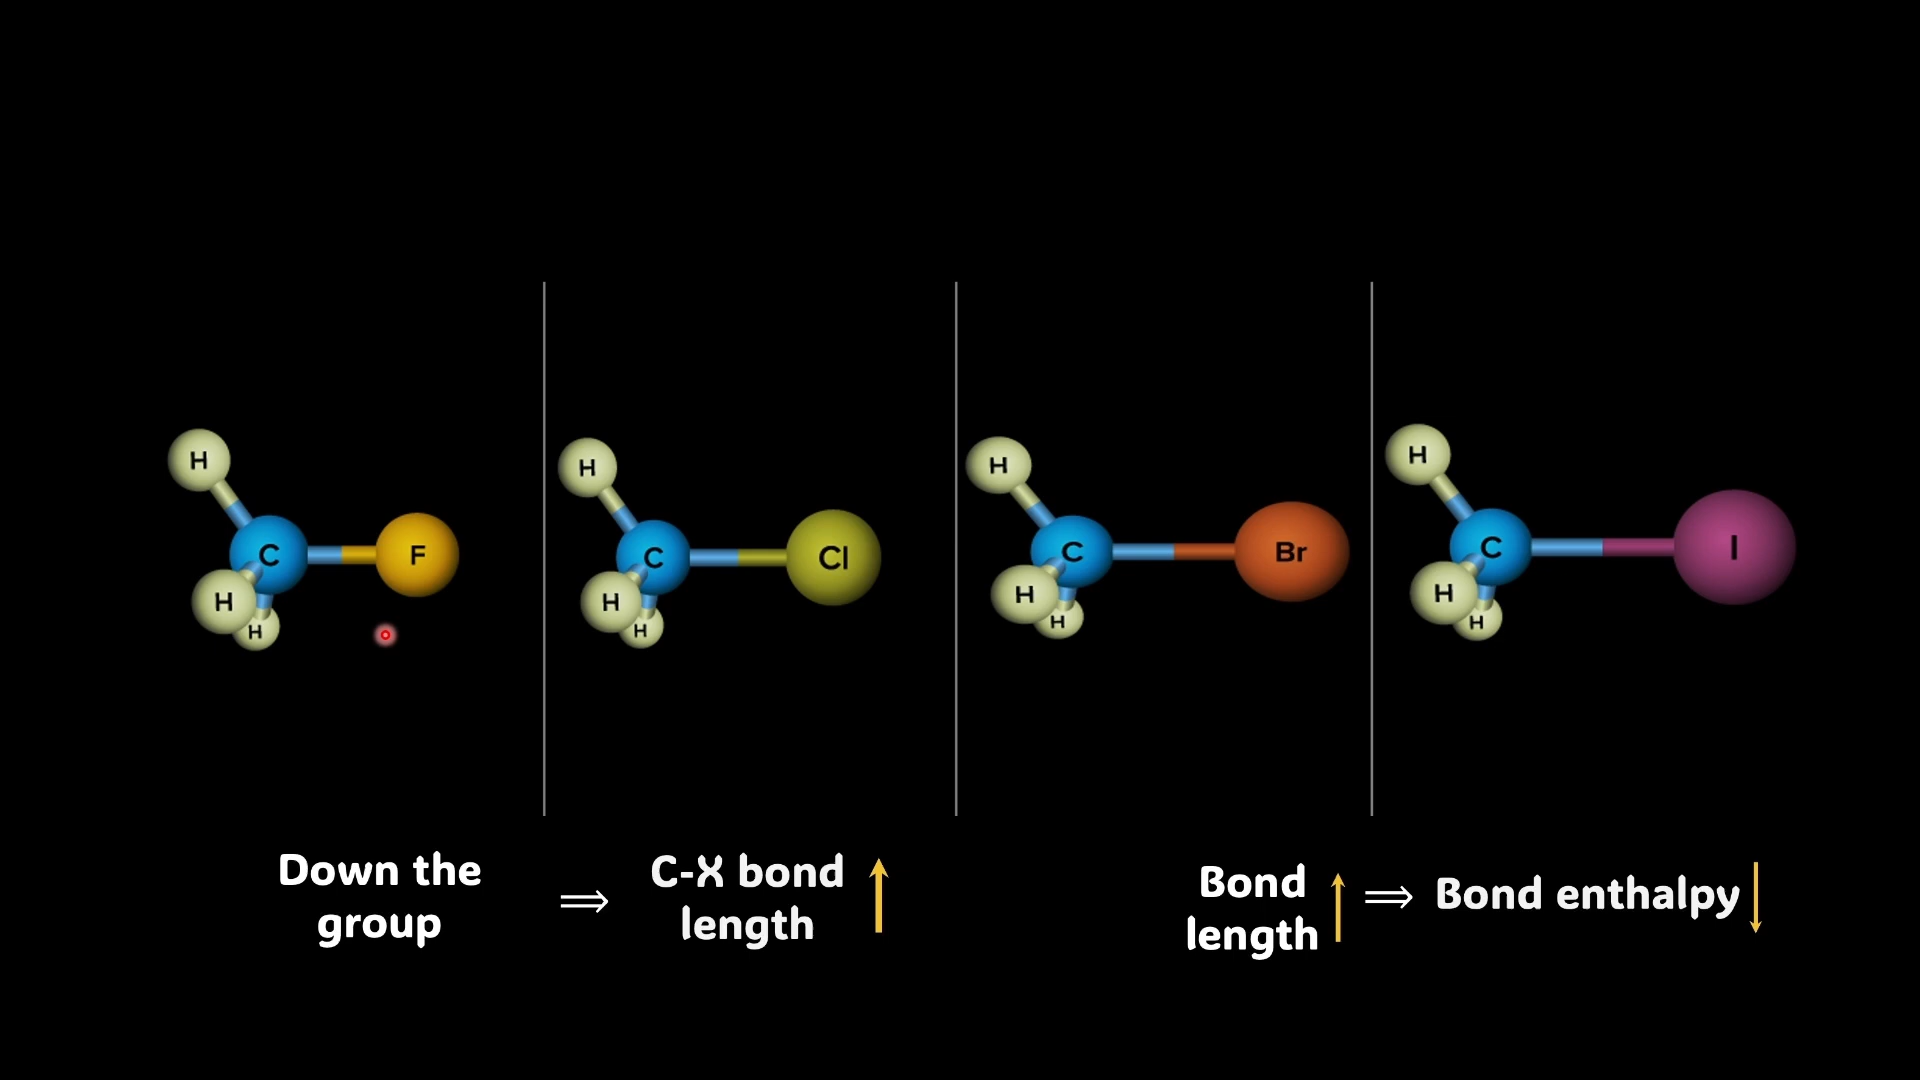 H
C
F
H
H
H
C
Cl
H
H
H
C
Br
H
H
H
C
I
H
H
Down the
group
⇒
C-X bond
length
↑
Bond
length
↑
⇒
Bond enthalpy
↓